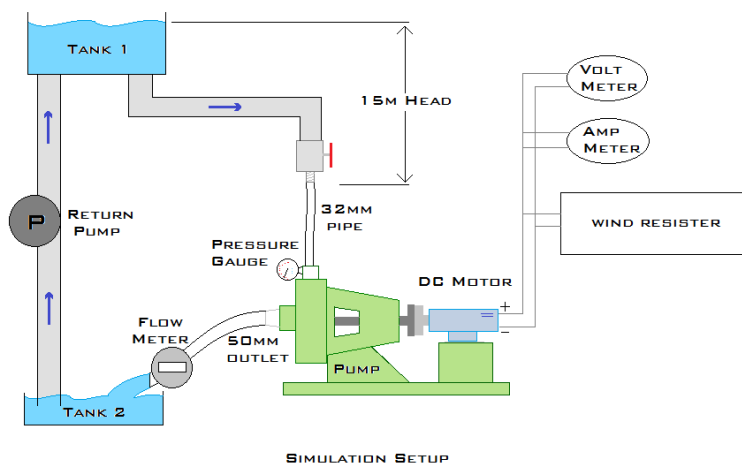 Tank 1
15m Head
Volt
Meter
Amp
Meter
wind resister
P
Return
Pump
32mm
pipe
Pressure
Gauge
DC Motor
+
=
−
Flow
Meter
50mm
outlet
Pump
Tank 2
Simulation Setup